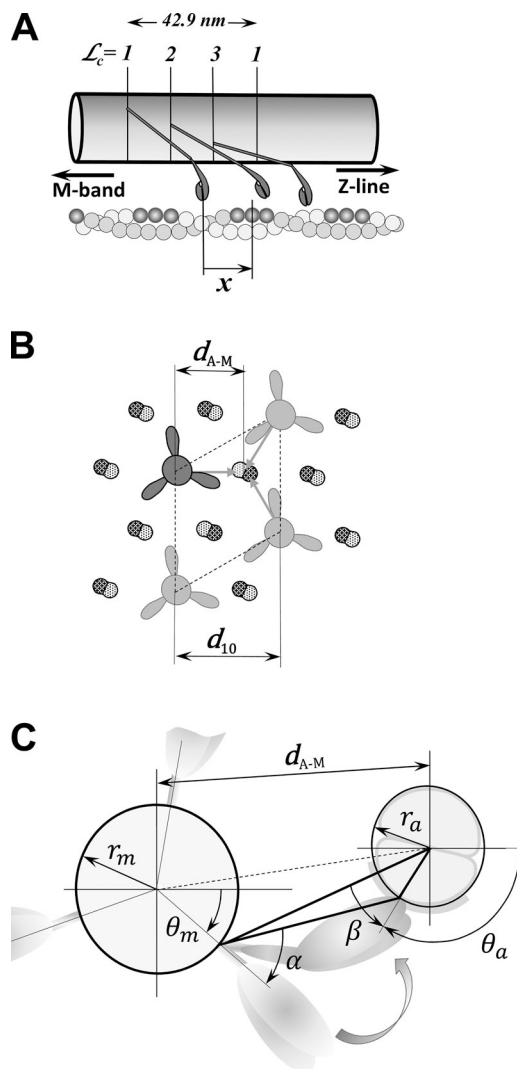 A
42.9 nm
ℒc= 1 2 3 1
M-band
Z-line
x
B
dA-M
d10
C
dA-M
rm
ra
θm
α
β
θa